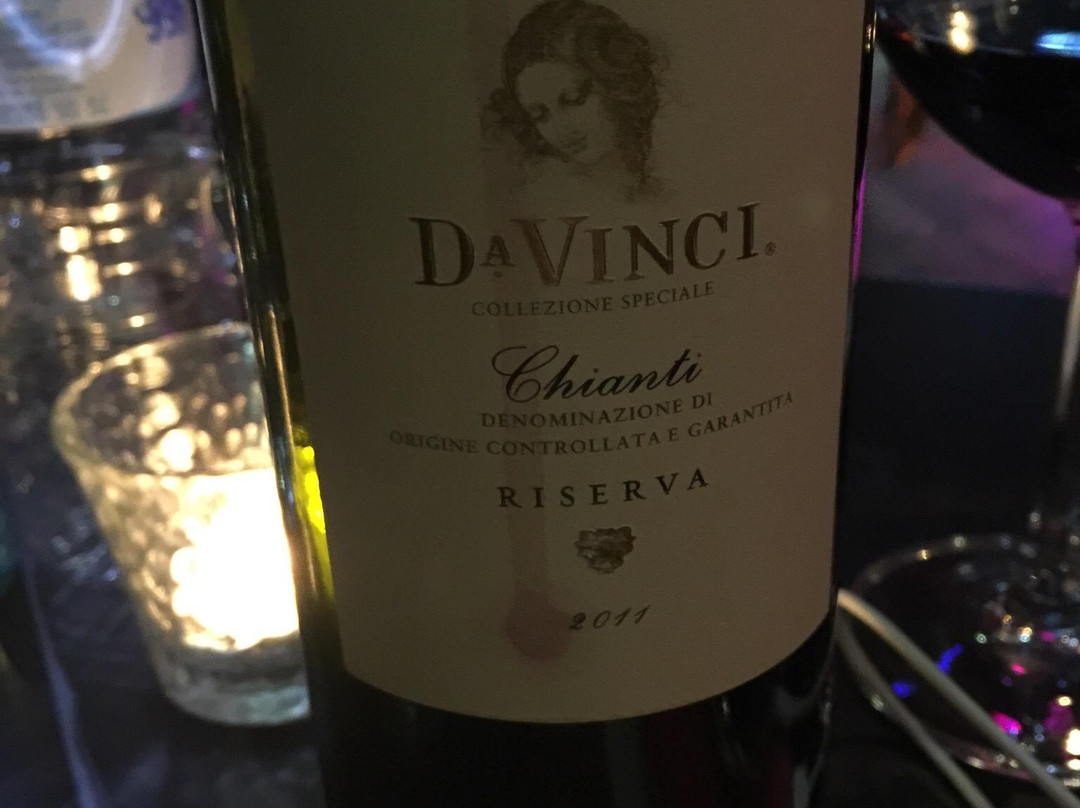 DAVINCI®
COLLEZIONE SPECIALE
Chianti
DENOMINAZIONE DI
ORIGINE CONTROLLATA E GARANTITA
RISERVA
2011